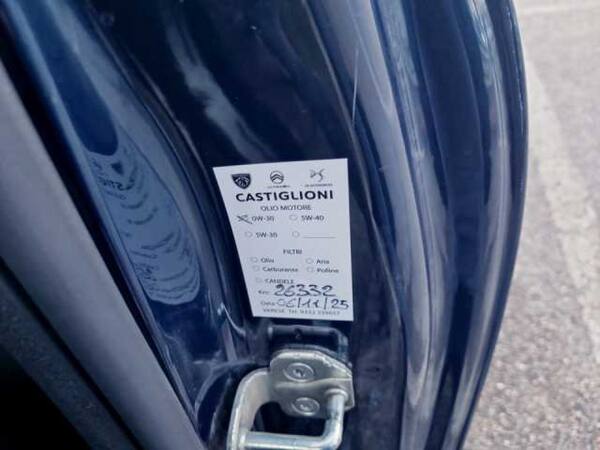 CASTIGLIONI
OLIO MOTORE
0W-30 5W-40
5W-30
FILTRI
Olio Aria
Carburante Polline
CANDELE
Km: 26332
Data 06/11/25